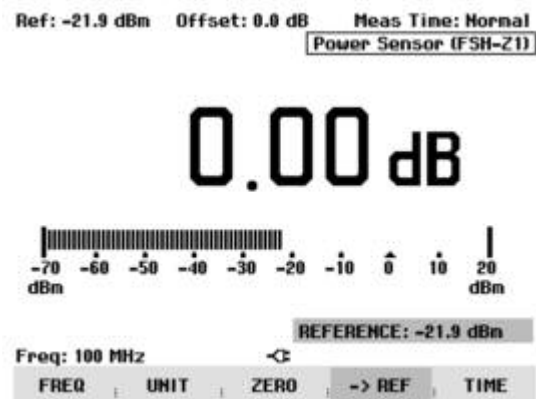 Ref: -21.9 dBm Offset: 0.0 dB Meas Time: Normal
Power Sensor (FSH-Z1)
0.00 dB
-70 -60 -50 -40 -30 -20 -10 0 10 20
dBm dBm
REFERENCE: -21.9 dBm
Freq: 100 MHz
FREQ UNIT ZERO -> REF TIME